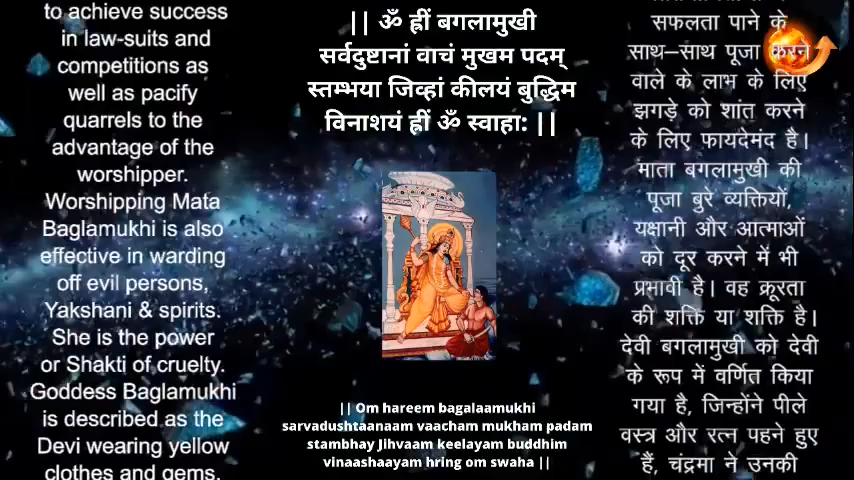 to achieve success
in law-suits and
competitions as
well as pacify
quarrels to the
advantage of the
worshipper.
Worshipping Mata
Baglamukhi is also
effective in warding
off evil persons,
Yakshani & spirits.
She is the power
or Shakti of cruelty.
Goddess Baglamukhi
is described as the
Devi wearing yellow
clothes and gems.
|| ॐ ह्रीं बगलामुखी
सर्वदुष्टानां वाचं मुखम पदम्
स्तम्भया जिव्हां कीलयं बुद्धिम
विनाशयं ह्रीं ॐ स्वाहा: ||
|| Om hareem bagalaamukhi
sarvadushtaanaam vaacham mukham padam
stambhay Jihvaam keelayam buddhim
vinaashaayam hring om swaha ||
सफलता पाने के
साथ–साथ पूजा करने
वाले के लाभ के लिए
झगड़े को शांत करने
के लिए फायदेमंद है।
माता बगलामुखी की
पूजा बुरे व्यक्तियों,
यक्षानी और आत्माओं
को दूर करने में भी
प्रभावी है। वह क्रूरता
की शक्ति या शक्ति है।
देवी बगलामुखी को देवी
के रूप में वर्णित किया
गया है, जिन्होंने पीले
वस्त्र और रत्न पहने हुए
हैं, चंद्रमा ने उनकी